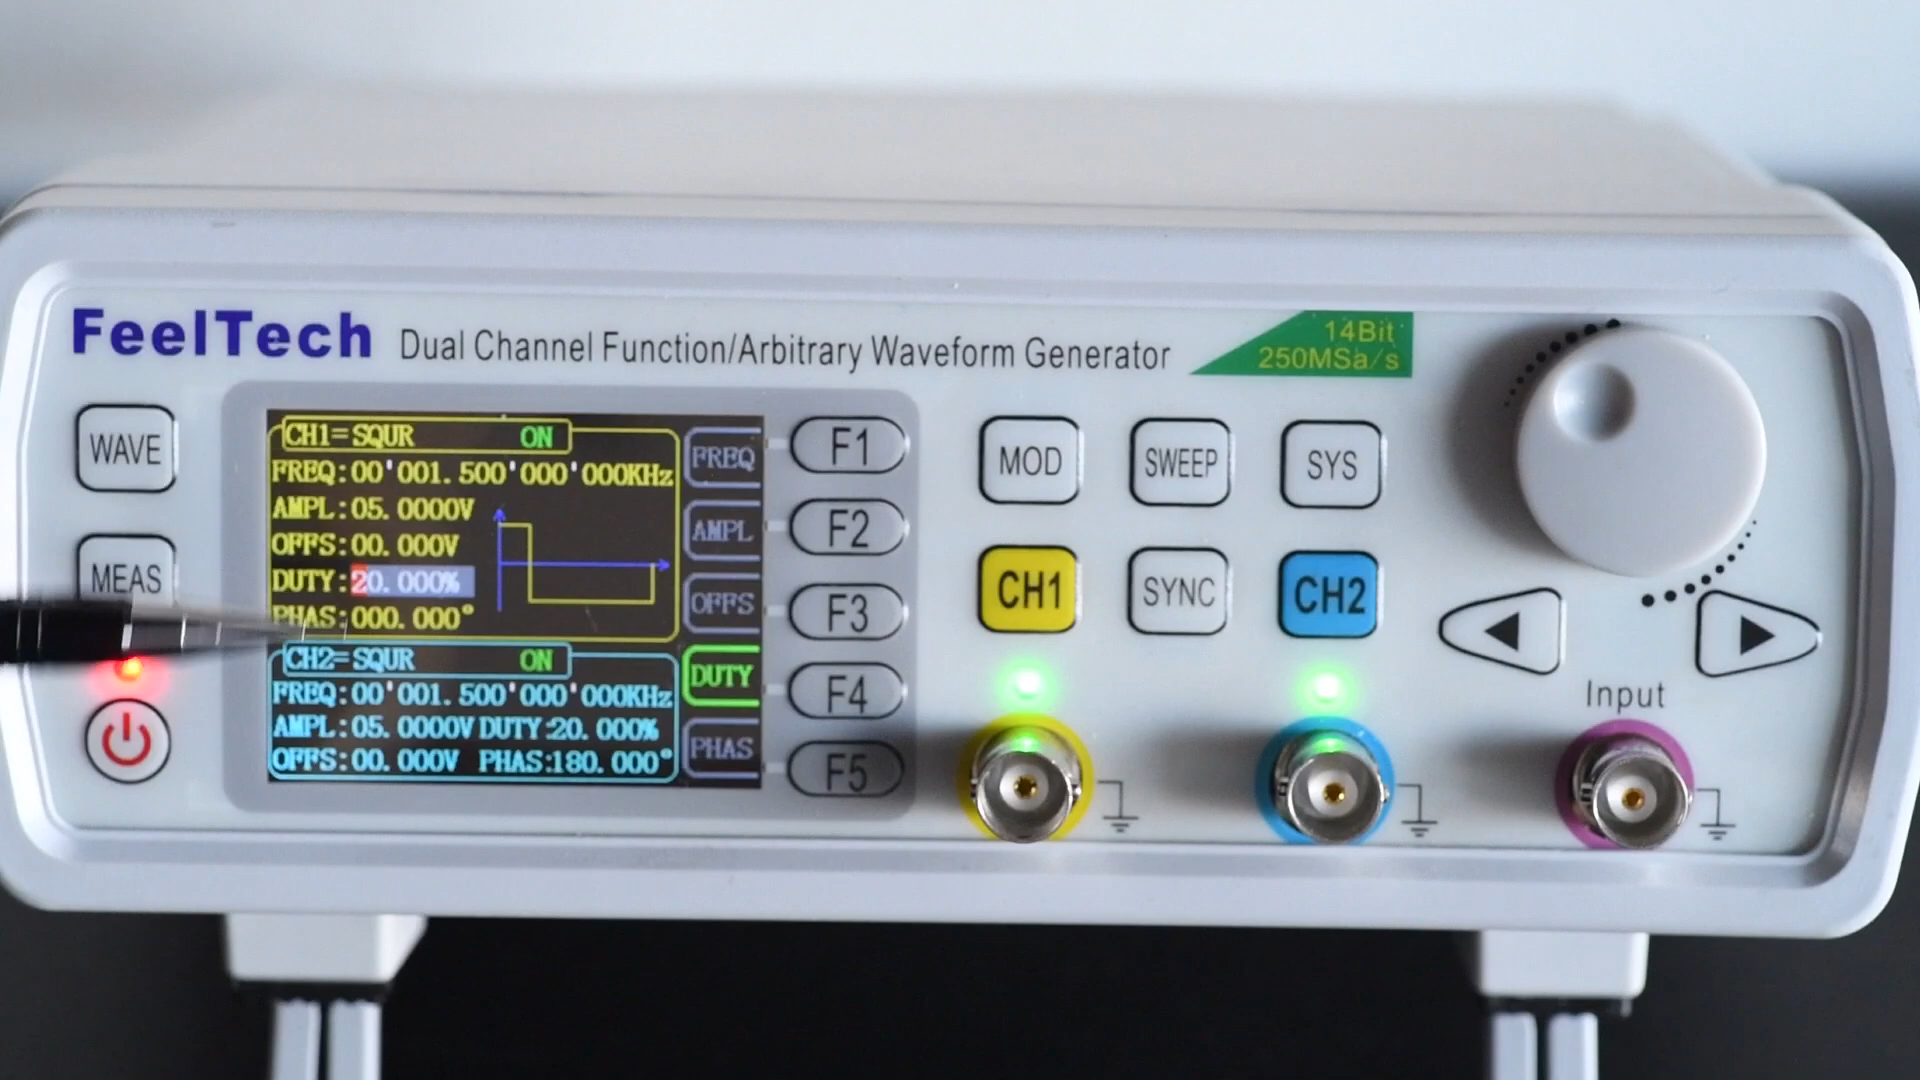 FeelTech
Dual Channel Function/Arbitrary Waveform Generator
14Bit
250MSa/s
WAVE
MEAS
CH1=SQUR ON
FREQ:00'001.500'000'000KHz
AMPL:05.0000V
OFFS:00.000V
DUTY:20.000%
PHAS:000.000°
CH2=SQUR ON
FREQ:00'001.500'000'000KHz
AMPL:05.0000V DUTY:20.000%
OFFS:00.000V PHAS:180.000°
FREQ
AMPL
OFFS
DUTY
PHAS
F1
F2
F3
F4
F5
MOD
SWEEP
SYS
CH1
SYNC
CH2
Input